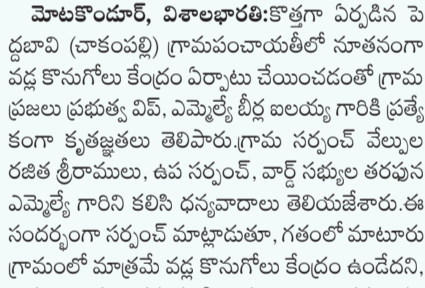 మోటకొండూర్, విశాలభారతి:కొత్తగా ఏర్పడిన పె
ద్దబావి (చాకంపల్లి) గ్రామపంచాయతీలో నూతనంగా
వడ్ల కొనుగోలు కేంద్రం ఏర్పాటు చేయించడంతో గ్రామ
ప్రజలు ప్రభుత్వ విప్, ఎమ్మెల్యే బీర్ల ఐలయ్య గారికి ప్రత్యే
కంగా కృతజ్ఞతలు తెలిపారు.గ్రామ సర్పంచ్ వేల్పుల
రజిత శ్రీరాములు, ఉప సర్పంచ్, వార్డ్ సభ్యుల తరఫున
ఎమ్మెల్యే గారిని కలిసి ధన్యవాదాలు తెలియజేశారు.ఈ
సందర్భంగా సర్పంచ్ మాట్లాడుతూ, గతంలో మాటూరు
గ్రామంలో మాత్రమే వడ్ల కొనుగోలు కేంద్రం ఉండేదని,